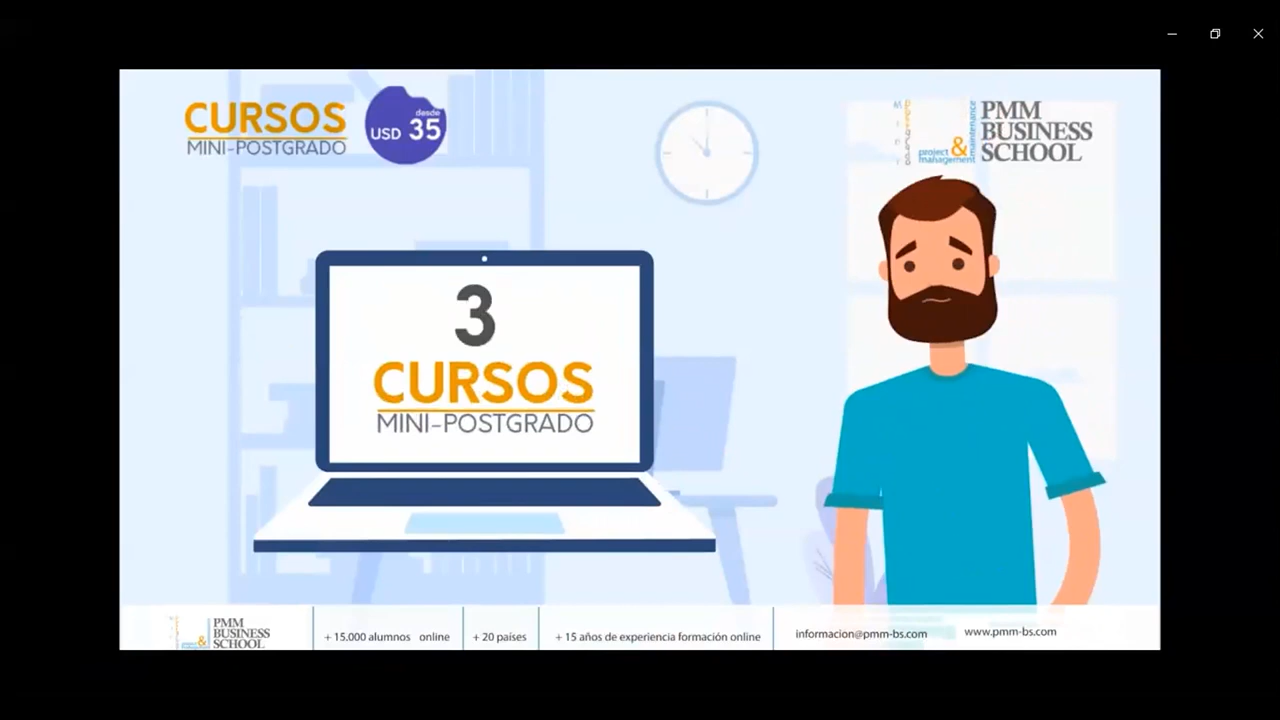 CURSOS
MINI-POSTGRADO
desde
USD 35
project
management
&
maintenance
PMM
BUSINESS
SCHOOL
3
CURSOS
MINI-POSTGRADO
&
PMM
BUSINESS
SCHOOL
+ 15.000 alumnos online
+ 20 países
+ 15 años de experiencia formación online
informacion@pmm-bs.com
www.pmm-bs.com